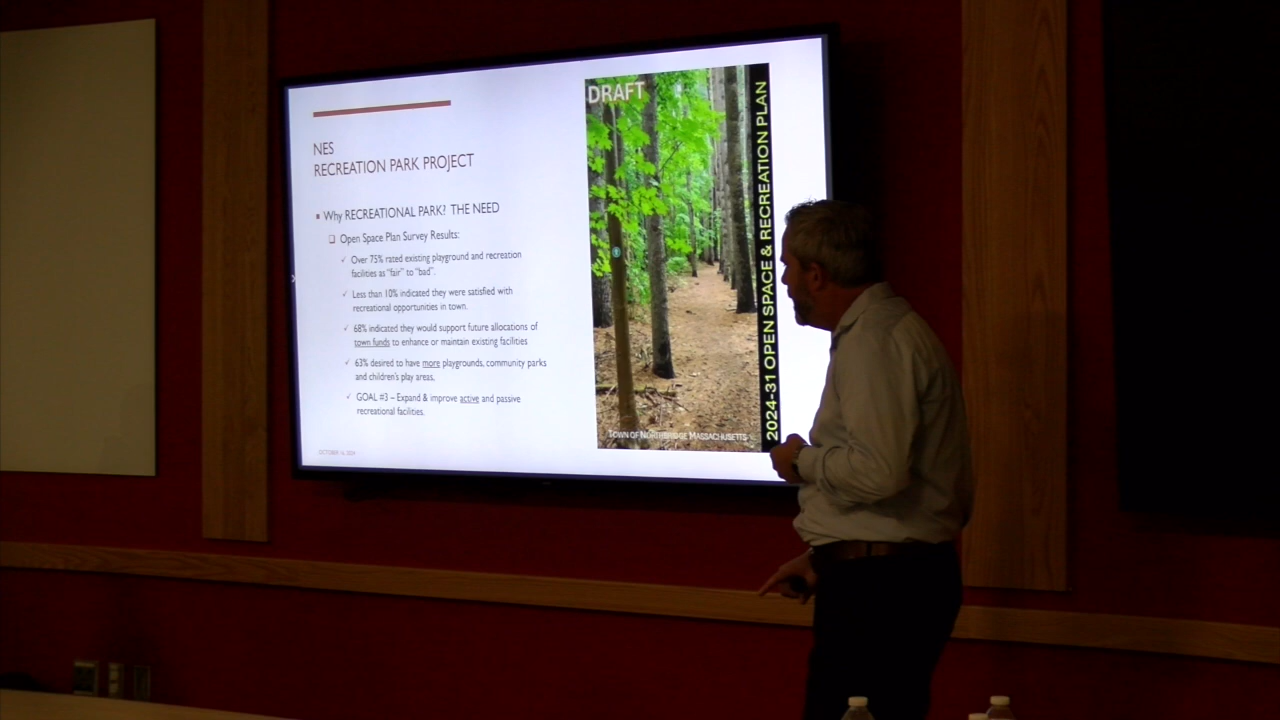 NES
RECREATION PARK PROJECT
Why RECREATIONAL PARK? THE NEED
Open Space Plan Survey Results:
Over 75% rated existing playground and recreation
facilities as "fair" to "bad".
Less than 10% indicated they were satisfied with
recreational opportunities in town.
68% indicated they would support future allocations of
town funds to enhance or maintain existing facilities
63% desired to have more playgrounds, community parks
and children's play areas,
GOAL #3 – Expand & improve active and passive
recreational facilities.
OCTOBER 16, 2024
DRAFT
2024-31 OPEN SPACE & RECREATION PLAN
TOWN OF NORTHBRIDGE MASSACHUSETTS